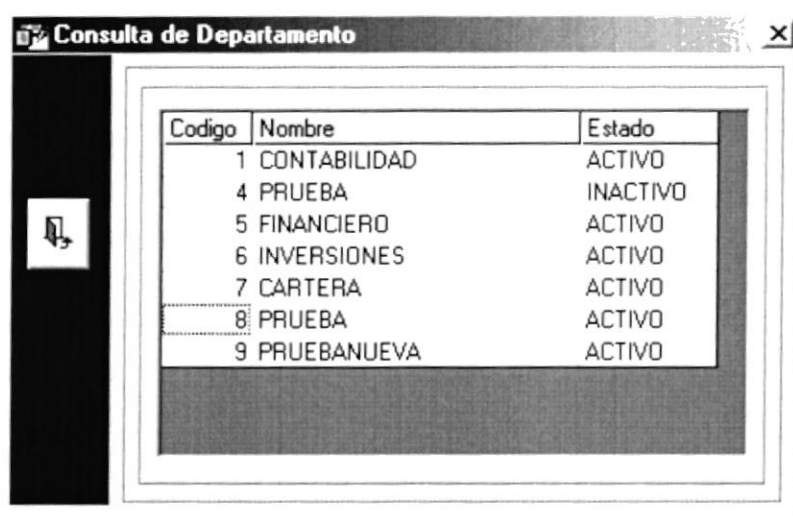 Consulta de Departamento
Codigo Nombre Estado
1 CONTABILIDAD ACTIVO
4 PRUEBA INACTIVO
5 FINANCIERO ACTIVO
6 INVERSIONES ACTIVO
7 CARTERA ACTIVO
8 PRUEBA ACTIVO
9 PRUEBANUEVA ACTIVO